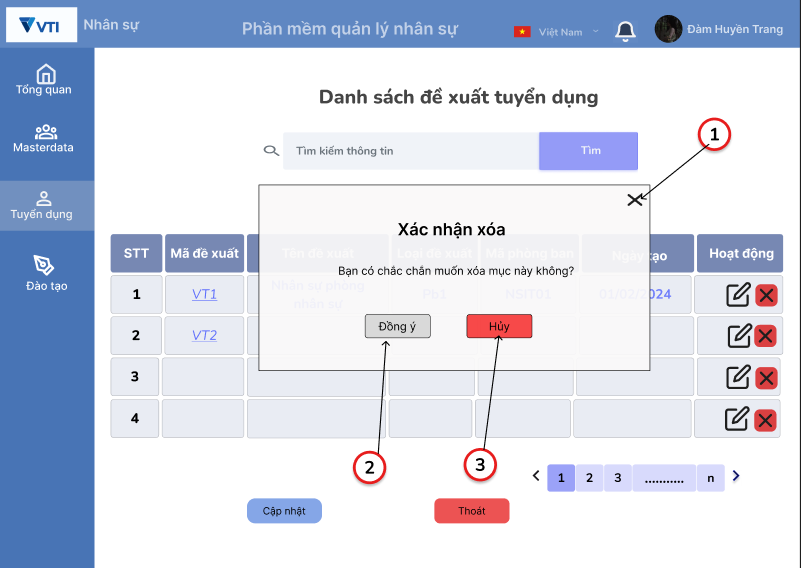 VTI Nhân sự Phần mềm quản lý nhân sự Việt Nam Đàm Huyền Trang
Tổng quan
Masterdata
Tuyển dụng
Đào tạo
Danh sách đề xuất tuyển dụng
Tìm kiếm thông tin Tìm
1
Xác nhận xóa
Bạn có chắc chắn muốn xóa mục này không?
Đồng ý Hủy
STT Mã đề xuất Tên đề xuất Loại đề xuất Mã phòng ban Ngày tạo Hoạt động
1 VT1 Nhân sự phòng nhân sự Pb1 NSIT01 01/02/2024
2 VT2
3
4
2 3
1 2 3 ........... n
Cập nhật Thoát